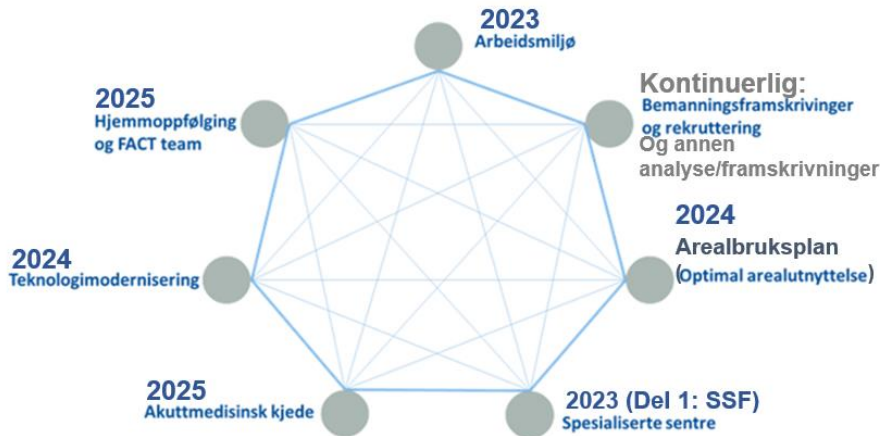 2023
Arbeidsmiljø
Kontinuerlig:
Bemanningsframskrivinger
og rekruttering
Og annen
analyse/framskrivninger
2025
Hjemmoppfølging
og FACT team
2024
Arealbruksplan
(Optimal arealutnyttelse)
2024
Teknologimodernisering
2025
Akuttmedisinsk kjede
2023 (Del 1: SSF)
Spesialiserte sentre